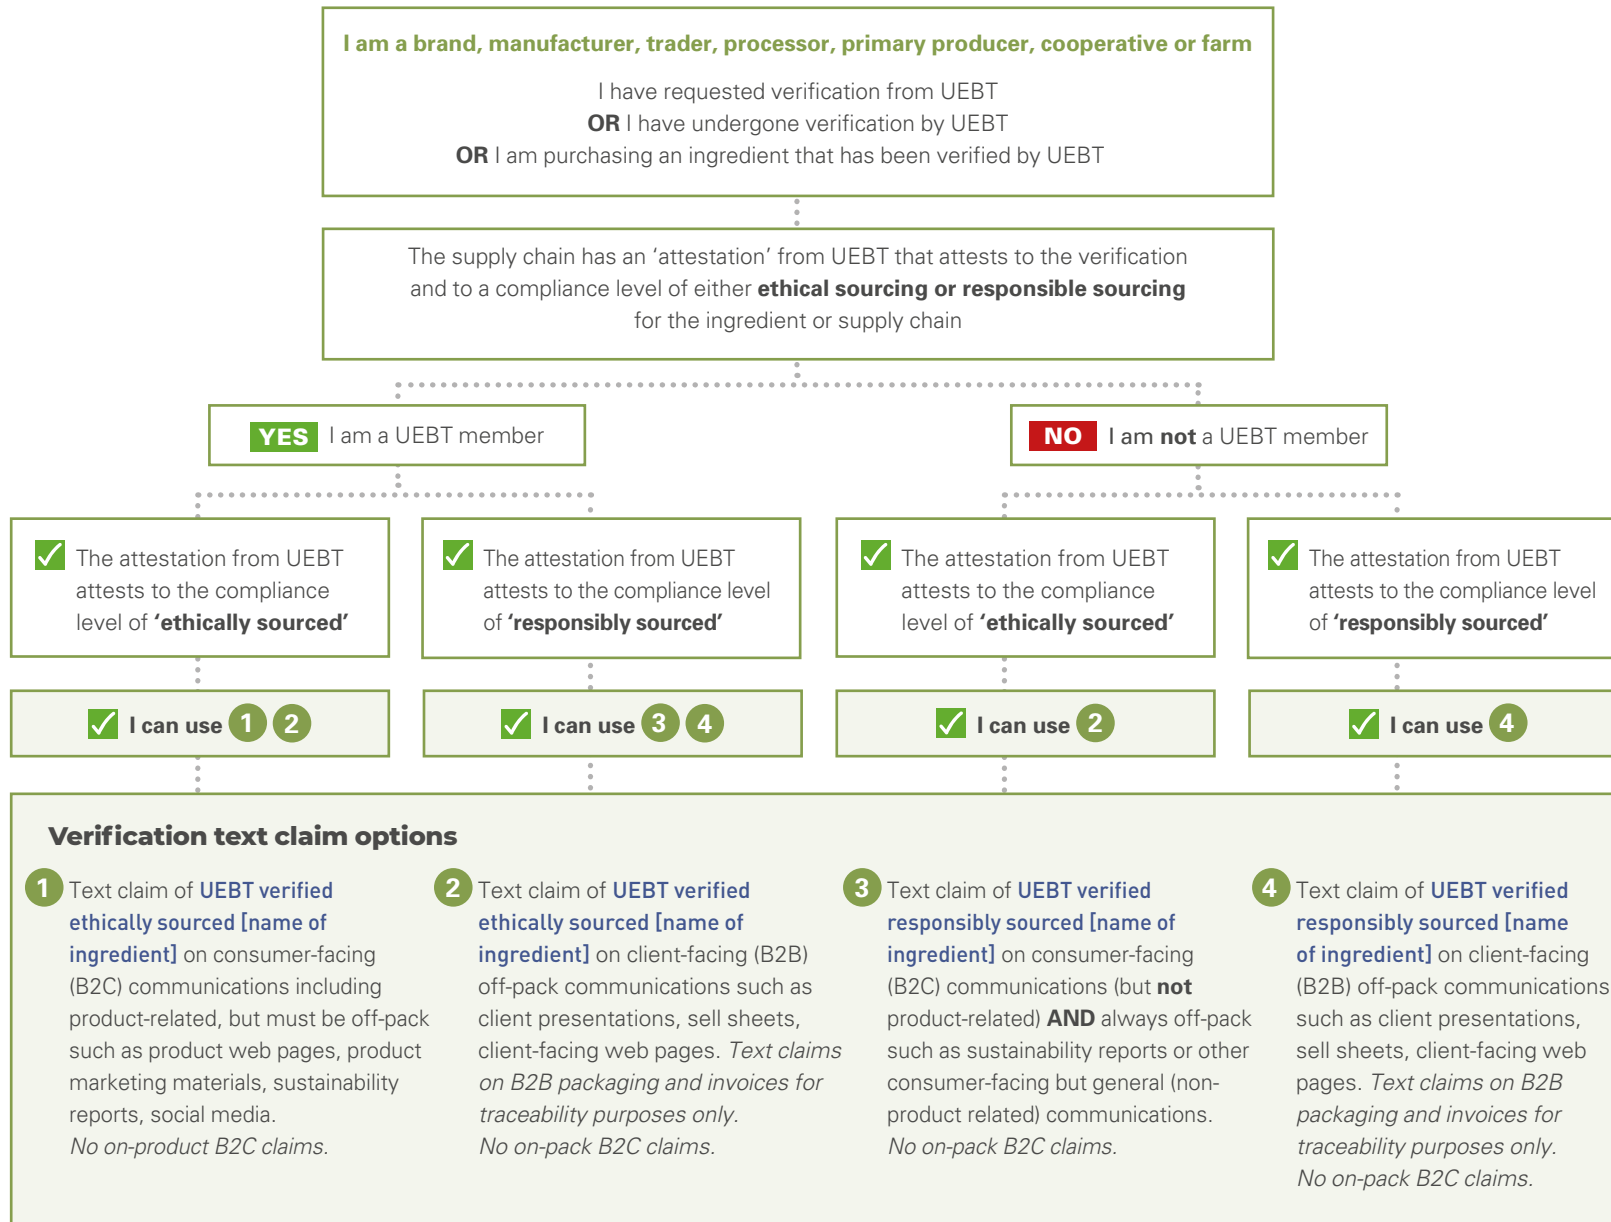 I am a brand, manufacturer, trader, processor, primary producer, cooperative or farm
I have requested verification from UEBT
OR I have undergone verification by UEBT
OR I am purchasing an ingredient that has been verified by UEBT
The supply chain has an ‘attestation’ from UEBT that attests to the verification
and to a compliance level of either ethical sourcing or responsible sourcing
for the ingredient or supply chain
YES I am a UEBT member
NO I am not a UEBT member
The attestation from UEBT
attests to the compliance
level of ‘ethically sourced’
The attestation from UEBT
attests to the compliance level
of ‘responsibly sourced’
The attestation from UEBT
attests to the compliance
level of ‘ethically sourced’
The attestation from UEBT
attests to the compliance level
of ‘responsibly sourced’
I can use 1 2
I can use 3 4
I can use 2
I can use 4
Verification text claim options
1 Text claim of UEBT verified
ethically sourced [name of
ingredient] on consumer-facing
(B2C) communications including
product-related, but must be off-pack
such as product web pages, product
marketing materials, sustainability
reports, social media.
No on-product B2C claims.
2 Text claim of UEBT verified
ethically sourced [name of
ingredient] on client-facing (B2B)
off-pack communications such as
client presentations, sell sheets,
client-facing web pages. Text claims
on B2B packaging and invoices for
traceability purposes only.
No on-pack B2C claims.
3 Text claim of UEBT verified
responsibly sourced [name of
ingredient] on consumer-facing
(B2C) communications (but not
product-related) AND always off-pack
such as sustainability reports or other
consumer-facing but general (non-
product related) communications.
No on-pack B2C claims.
4 Text claim of UEBT verified
responsibly sourced [name
of ingredient] on client-facing
(B2B) off-pack communications
such as client presentations,
sell sheets, client-facing web
pages. Text claims on B2B
packaging and invoices for
traceability purposes only.
No on-pack B2C claims.